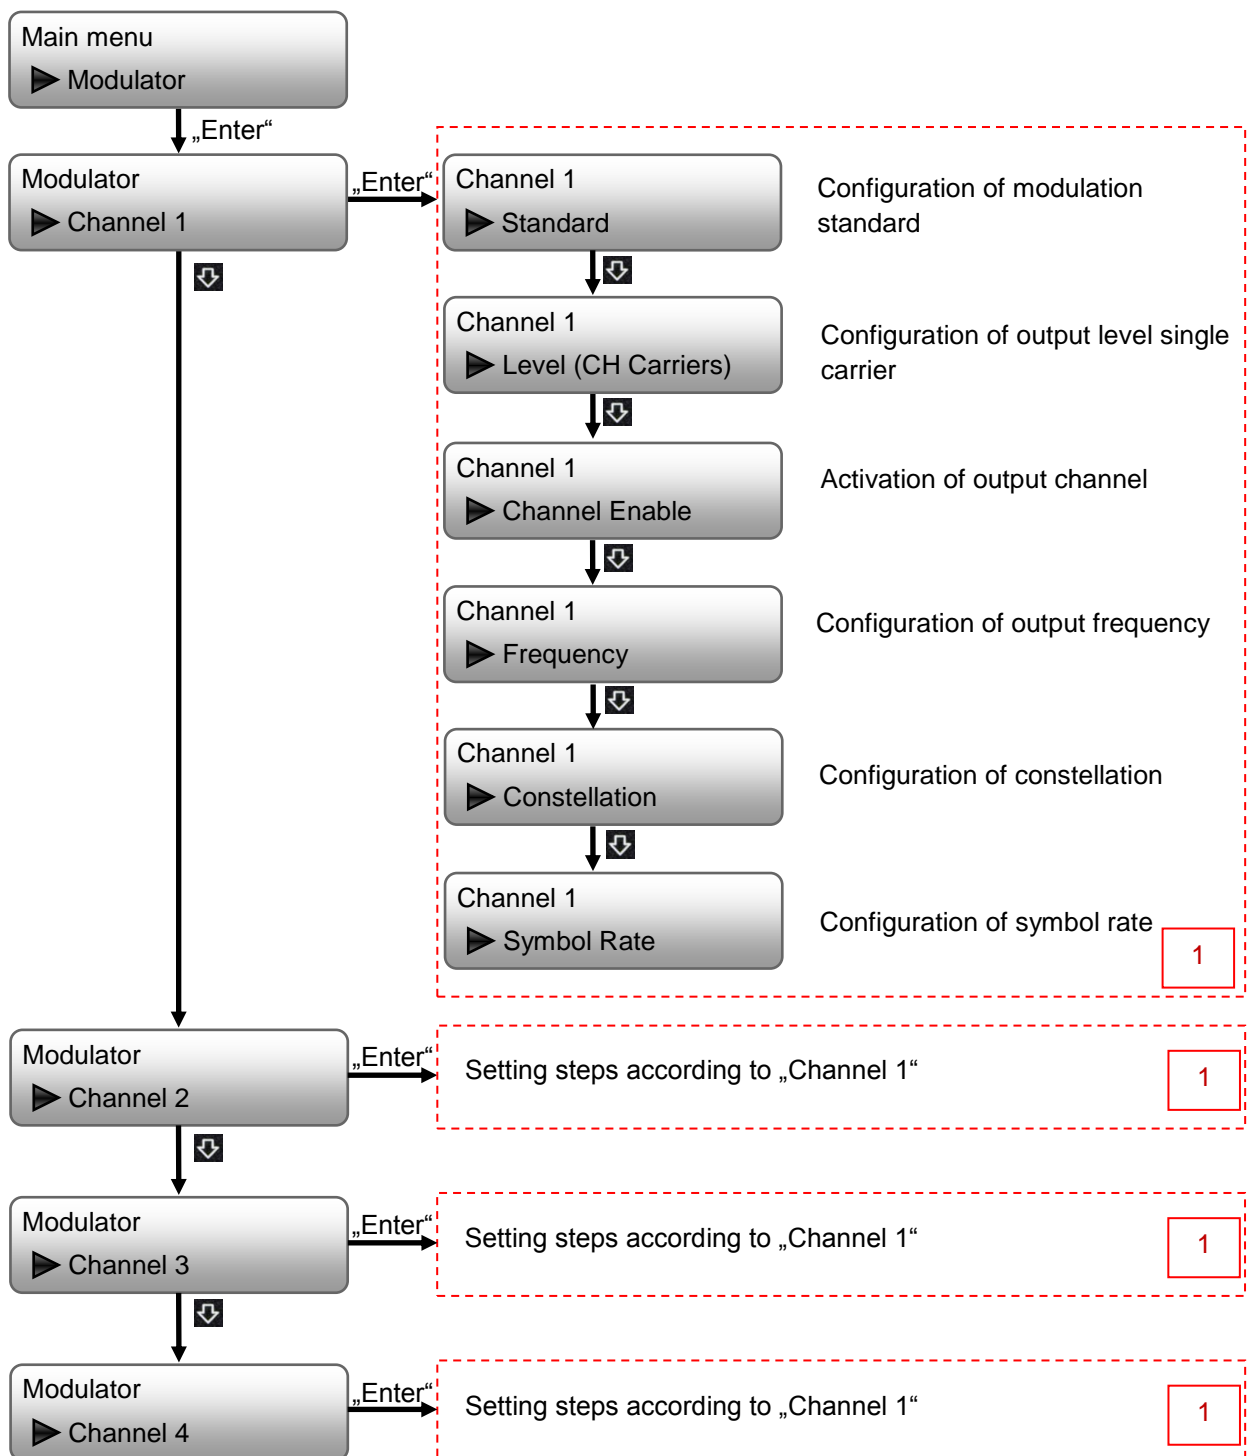 Main menu
Modulator
„Enter“
Modulator
Channel 1
„Enter“
Channel 1
Standard
Configuration of modulation
standard
Channel 1
Level (CH Carriers)
Configuration of output level single
carrier
Channel 1
Channel Enable
Activation of output channel
Channel 1
Frequency
Configuration of output frequency
Channel 1
Constellation
Configuration of constellation
Channel 1
Symbol Rate
Configuration of symbol rate
1
Modulator
Channel 2
„Enter“
Setting steps according to „Channel 1“
1
Modulator
Channel 3
„Enter“
Setting steps according to „Channel 1“
1
Modulator
Channel 4
„Enter“
Setting steps according to „Channel 1“
1